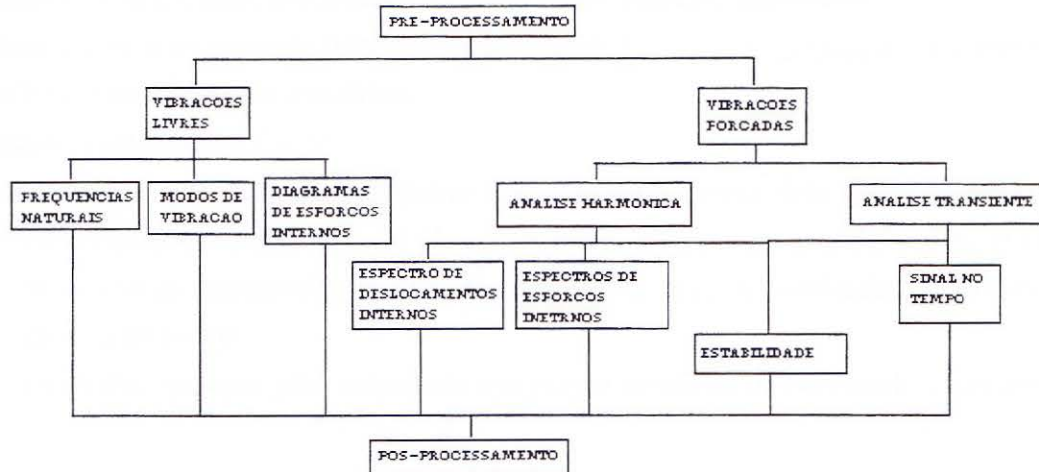 PRE-PROCESSAMENTO
VIBRACOES
LIVRES
VIBRACOES
FORCADAS
FREQUENCIAS
NATURAIS
MODOS DE
VIBRACAO
DIAGRAMAS
DE ESFORCOS
INTERNOS
ANALISE HARMONICA
ANALISE TRANSIENTE
ESPECTRO DE
DESLOCAMENTOS
INTERNOS
ESPECTROS DE
ESFORCOS
INETRNOS
ESTABILIDADE
SINAL NO
TEMPO
POS-PROCESSAMENTO